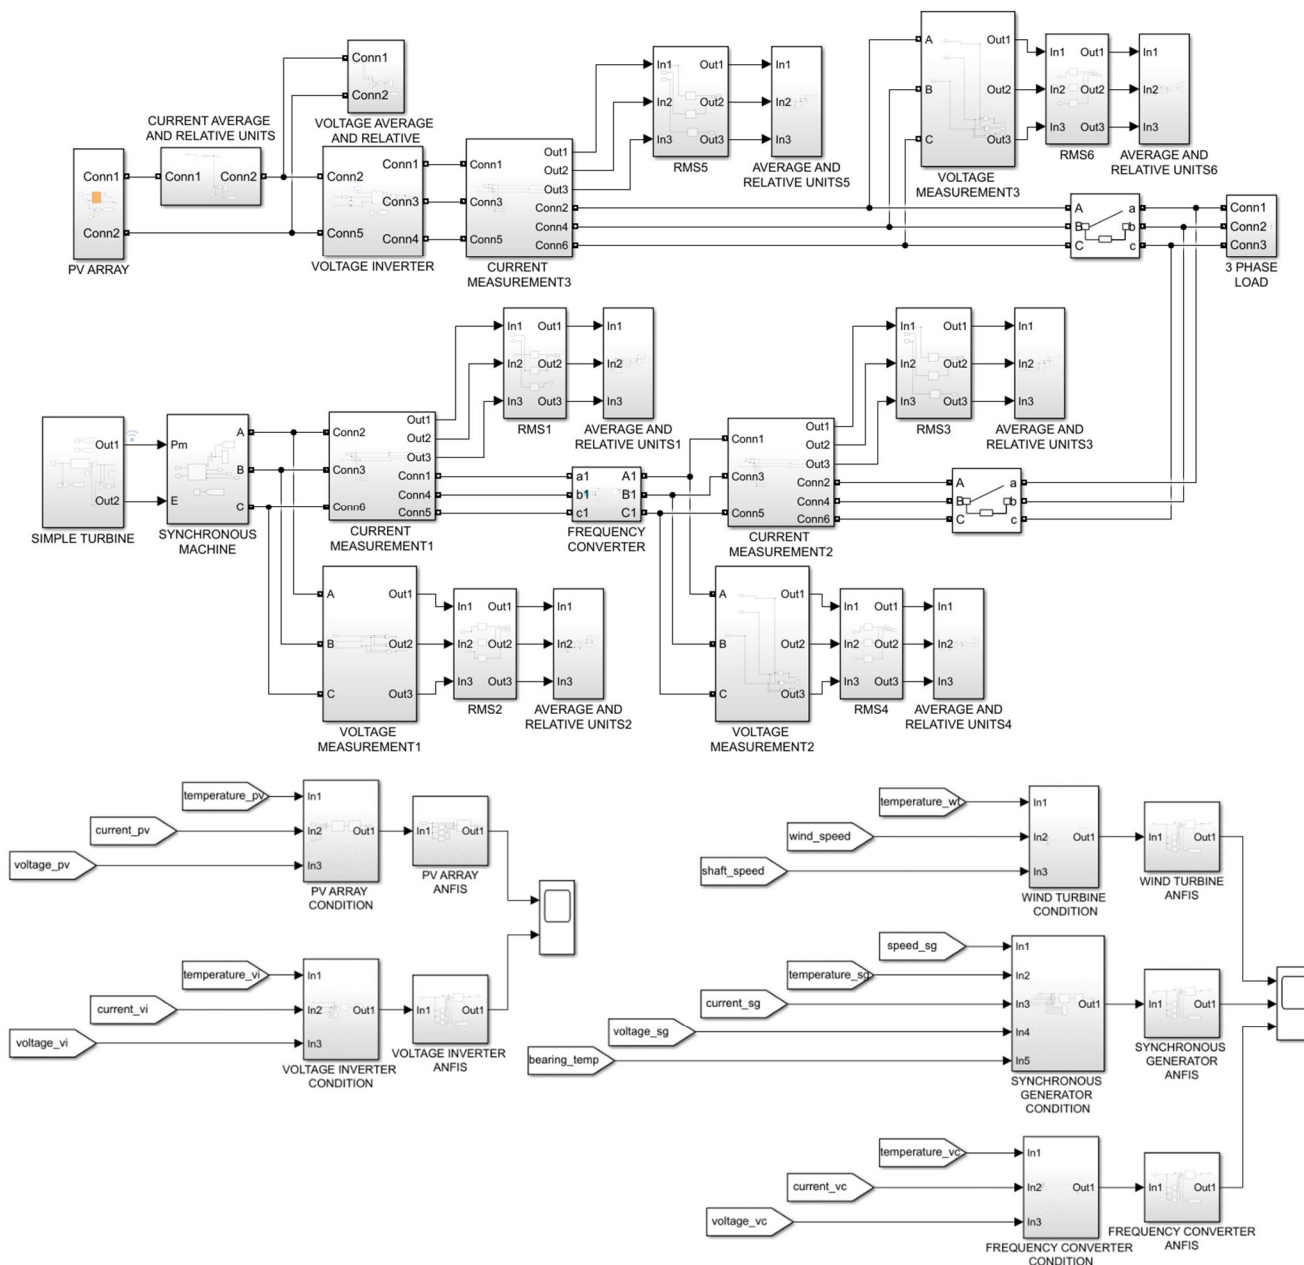 Conn1
Conn2
VOLTAGE AVERAGE
AND RELATIVE
CURRENT AVERAGE
AND RELATIVE UNITS
Conn1 Conn2
Conn1
Conn2
PV ARRAY
Conn2
Conn5
Conn1
Conn3
Conn4
VOLTAGE INVERTER
Conn1
Conn3
Conn5
Out1
Out2
Out3
Conn2
Conn4
Conn6
CURRENT
MEASUREMENT3
In1 Out1
In2 Out2
In3 Out3
RMS5
In1
In2
In3
AVERAGE AND
RELATIVE UNITS5
A Out1
B Out2
C Out3
VOLTAGE
MEASUREMENT3
In1 Out1
In2 Out2
In3 Out3
RMS6
In1
In2
In3
AVERAGE AND
RELATIVE UNITS6
A a
B b
C c
Conn1
Conn2
Conn3
3 PHASE
LOAD
Out1
Out2
SIMPLE TURBINE
Pm
E
A
B
C
SYNCHRONOUS
MACHINE
Conn2
Conn3
Conn6
Out1
Out2
Out3
Conn1
Conn4
Conn5
CURRENT
MEASUREMENT1
In1 Out1
In2 Out2
In3 Out3
RMS1
In1
In2
In3
AVERAGE AND
RELATIVE UNITS1
a1 A1
b1 B1
c1 C1
FREQUENCY
CONVERTER
Conn1
Conn3
Conn5
Out1
Out2
Out3
Conn2
Conn4
Conn6
CURRENT
MEASUREMENT2
In1 Out1
In2 Out2
In3 Out3
RMS3
In1
In2
In3
AVERAGE AND
RELATIVE UNITS3
A a
B b
C c
A Out1
B Out2
C Out3
VOLTAGE
MEASUREMENT1
In1 Out1
In2 Out2
In3 Out3
RMS2
In1
In2
In3
AVERAGE AND
RELATIVE UNITS2
A Out1
B Out2
C Out3
VOLTAGE
MEASUREMENT2
In1 Out1
In2 Out2
In3 Out3
RMS4
In1
In2
In3
AVERAGE AND
RELATIVE UNITS4
temperature_pv
current_pv
voltage_pv
In1
In2 Out1
In3
PV ARRAY
CONDITION
In1 Out1
PV ARRAY
ANFIS
temperature_vi
current_vi
voltage_vi
In1
In2 Out1
In3
VOLTAGE INVERTER
CONDITION
In1 Out1
VOLTAGE INVERTER
ANFIS
temperature_wt
wind_speed
shaft_speed
In1
In2 Out1
In3
WIND TURBINE
CONDITION
In1 Out1
WIND TURBINE
ANFIS
speed_sg
temperature_sg
current_sg
voltage_sg
bearing_temp
In1
In2
In3 Out1
In4
In5
SYNCHRONOUS
GENERATOR
CONDITION
In1 Out1
SYNCHRONOUS
GENERATOR
ANFIS
temperature_vc
current_vc
voltage_vc
In1
In2 Out1
In3
FREQUENCY CONVERTER
CONDITION
In1 Out1
FREQUENCY CONVERTER
ANFIS